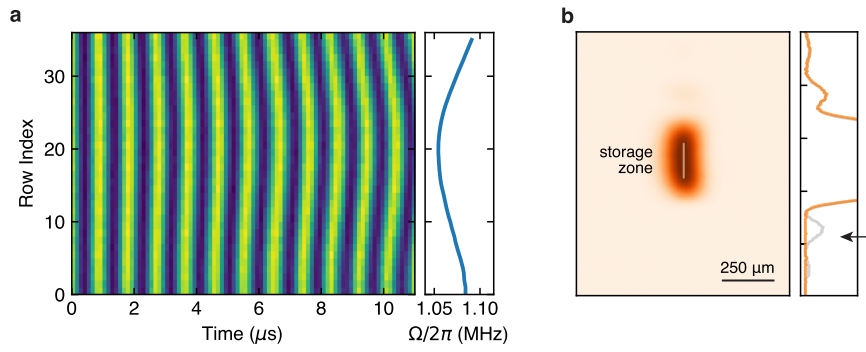 a
Row Index
30
20
10
0
0 2 4 6 8 10
Time (μs)
1.05 1.10
Ω/2π (MHz)
b
storage
zone
250 μm